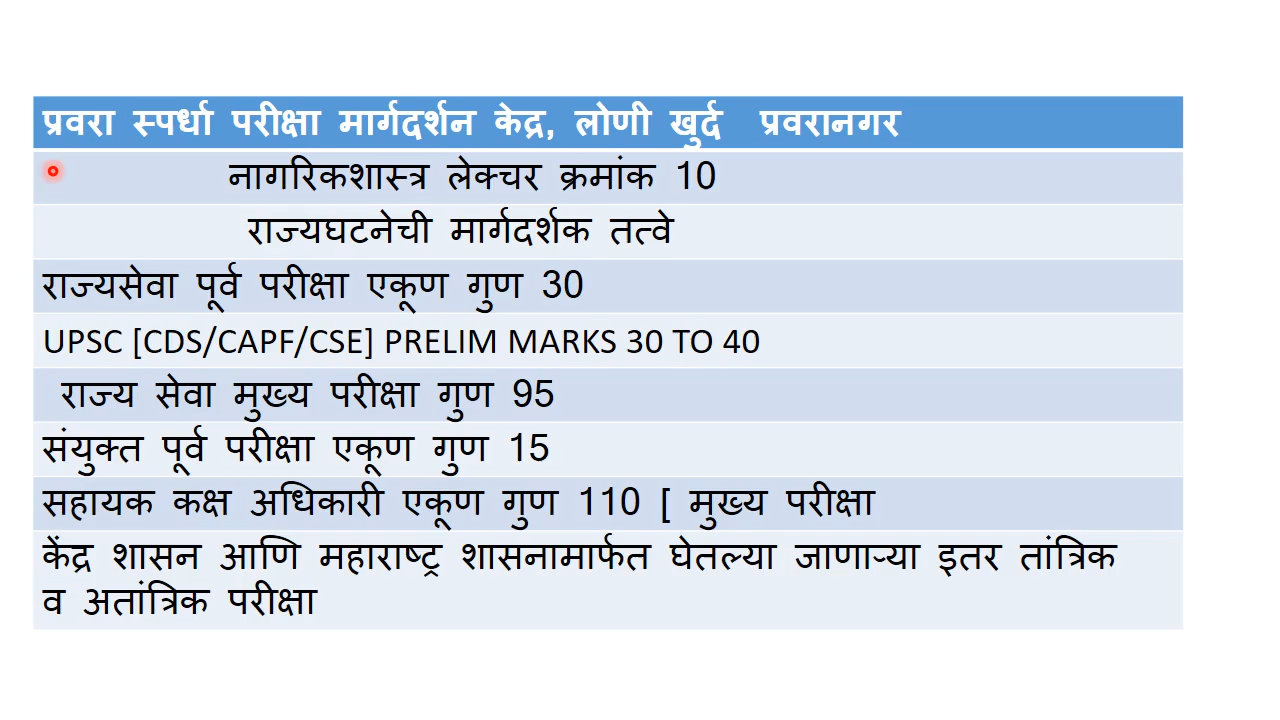 प्रवरा स्पर्धा परीक्षा मार्गदर्शन केद्र, लोणी खुर्द प्रवरानगर
नागरिकशास्त्र लेक्चर क्रमांक 10
राज्यघटनेची मार्गदर्शक तत्वे
राज्यसेवा पूर्व परीक्षा एकूण गुण 30
UPSC [CDS/CAPF/CSE] PRELIM MARKS 30 TO 40
राज्य सेवा मुख्य परीक्षा गुण 95
संयुक्त पूर्व परीक्षा एकूण गुण 15
सहायक कक्ष अधिकारी एकूण गुण 110 [ मुख्य परीक्षा
केंद्र शासन आणि महाराष्ट्र शासनामार्फत घेतल्या जाणाऱ्या इतर तांत्रिक
व अतांत्रिक परीक्षा